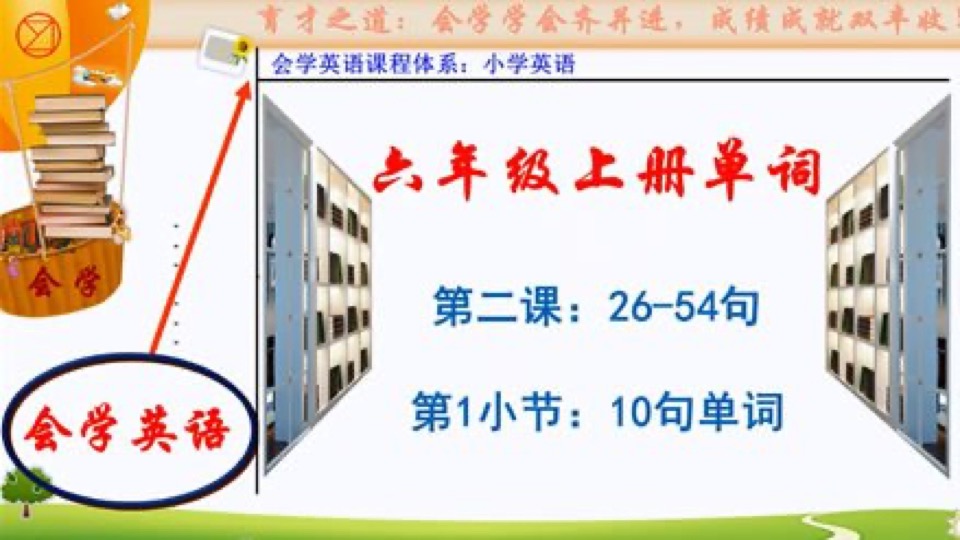 育才之道：会学学会齐并进，成绩成就双丰收！
会学英语课程体系：小学英语
六年级上册单词
第二课：26-54句
第1小节：10句单词
会学
会学英语